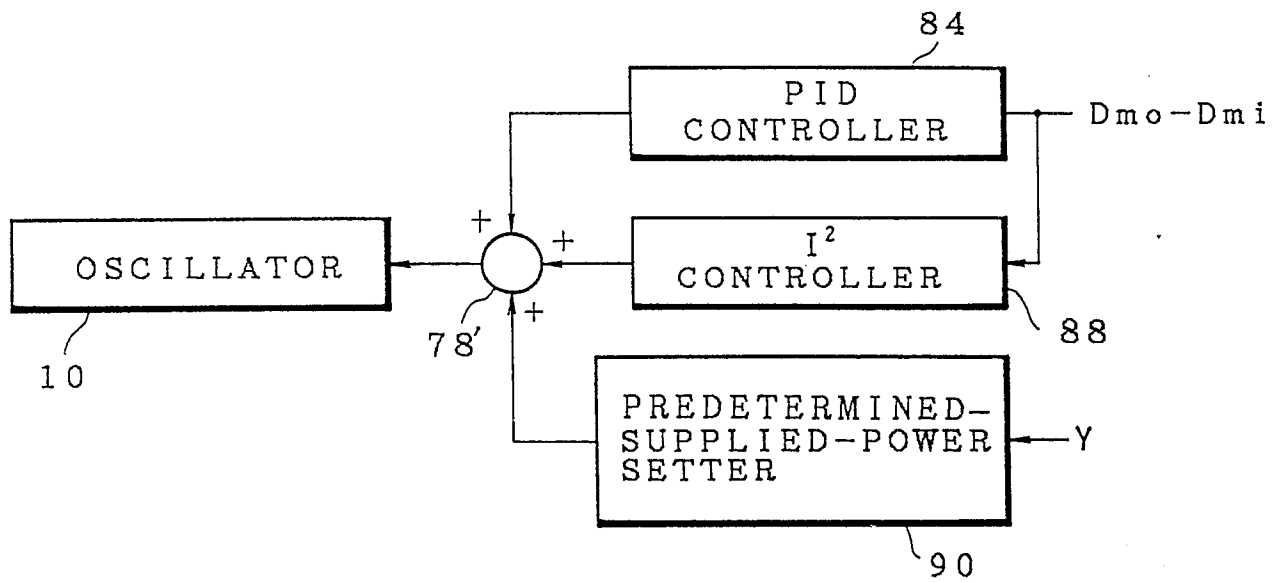 84
PID
CONTROLLER
Dmo-Dmi
+
+
I²
CONTROLLER
OSCILLATOR
+
78'
88
10
PREDETERMINED-
SUPPLIED-POWER
SETTER
Y
90